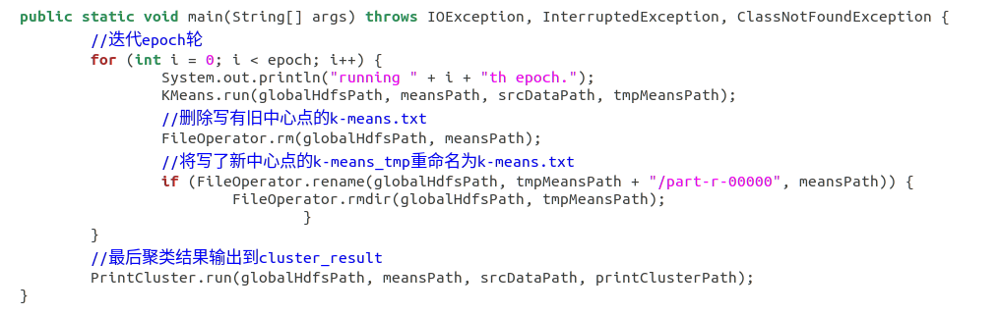 public static void main(String[] args) throws IOException, InterruptedException, ClassNotFoundException {
        //迭代epoch轮
        for (int i = 0; i < epoch; i++) {
                System.out.println("running " + i + "th epoch.");
                KMeans.run(globalHdfsPath, meansPath, srcDataPath, tmpMeansPath);
                //删除写有旧中心点的k-means.txt
                FileOperator.rm(globalHdfsPath, meansPath);
                //将写了新中心点的k-means_tmp重命名为k-means.txt
                if (FileOperator.rename(globalHdfsPath, tmpMeansPath + "/part-r-00000", meansPath)) {
                        FileOperator.rmdir(globalHdfsPath, tmpMeansPath);
                                }
        }
        //最后聚类结果输出到cluster_result
        PrintCluster.run(globalHdfsPath, meansPath, srcDataPath, printClusterPath);
}